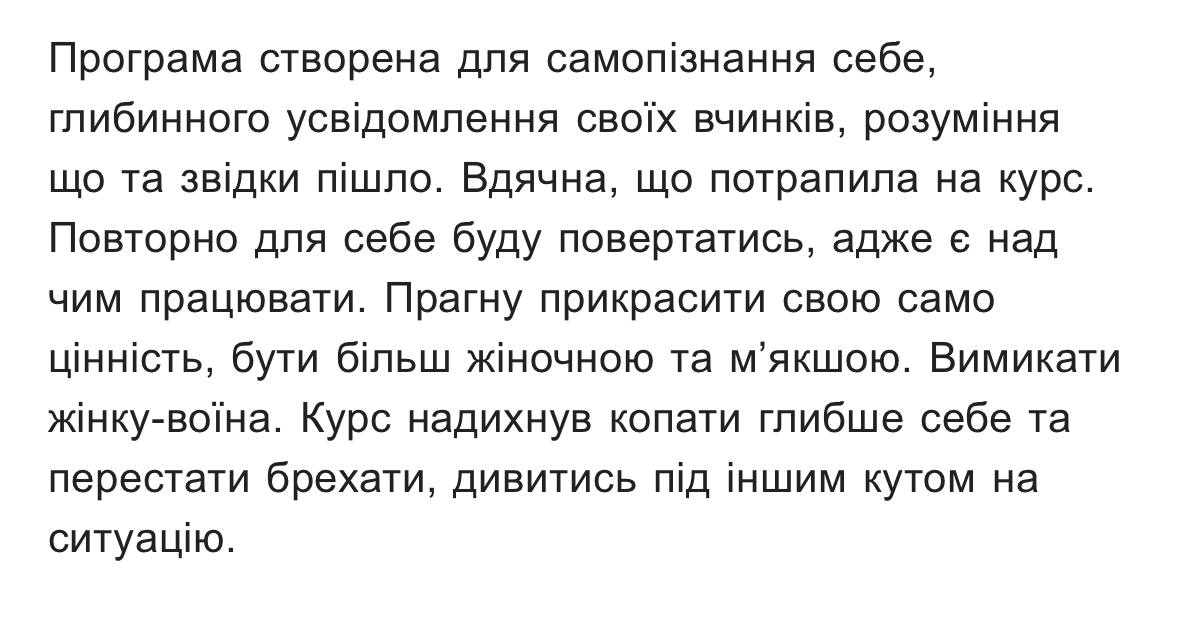 Програма створена для самопізнання себе,
глибинного усвідомлення своїх вчинків, розуміння
що та звідки пішло. Вдячна, що потрапила на курс.
Повторно для себе буду повертатись, адже є над
чим працювати. Прагну прикрасити свою само
цінність, бути більш жіночною та м’якшою. Вимикати
жінку-воїна. Курс надихнув копати глибше себе та
перестати брехати, дивитись під іншим кутом на
ситуацію.